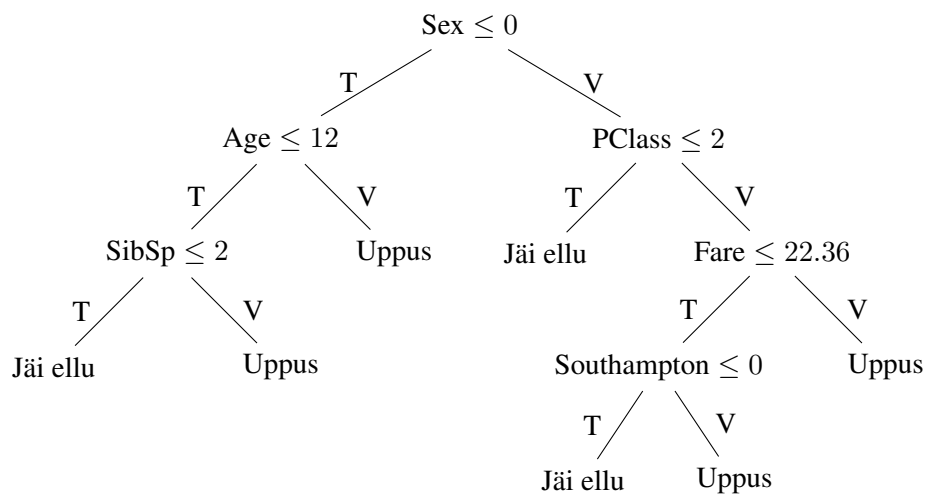 Sex ≤ 0
T V
Age ≤ 12 PClass ≤ 2
T V T V
SibSp ≤ 2 Uppus Jäi ellu Fare ≤ 22.36
T V T V
Jäi ellu Uppus Southampton ≤ 0 Uppus
T V
Jäi ellu Uppus